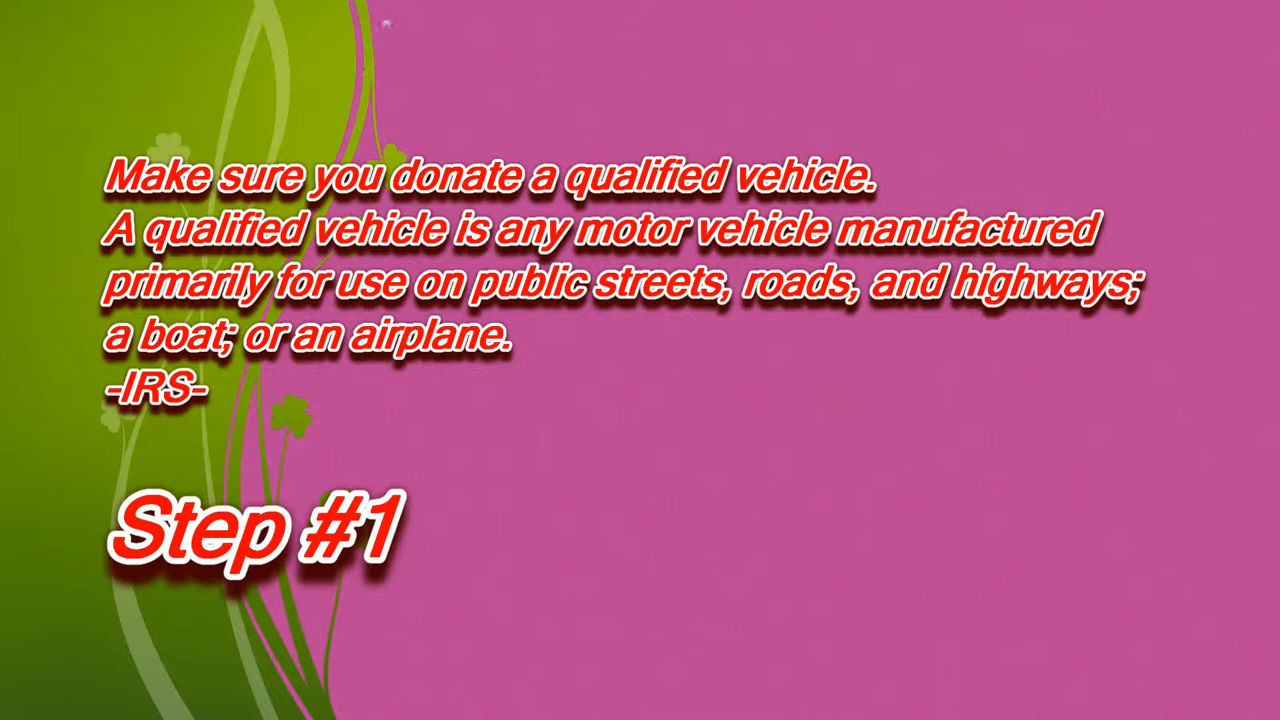 Make sure you donate a qualified vehicle.
A qualified vehicle is any motor vehicle manufactured
primarily for use on public streets, roads, and highways;
a boat; or an airplane.
-IRS-
Step #1